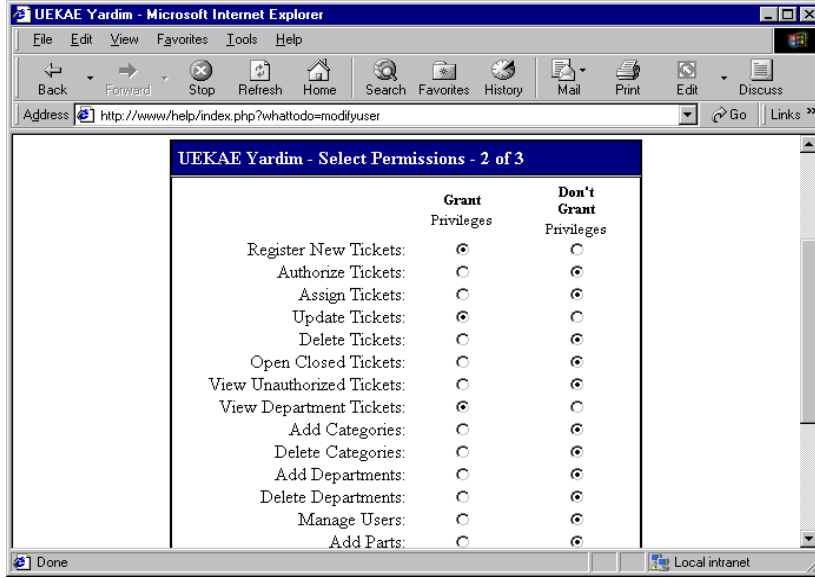 UEKAE Yardim - Microsoft Internet Explorer
File Edit View Favorites Tools Help
Back Forward Stop Refresh Home Search Favorites History Mail Print Edit Discuss
Address http://www/help/index.php?whattodo=modifyuser Go Links »
UEKAE Yardim - Select Permissions - 2 of 3
Grant
Privileges
Don't
Grant
Privileges
Register New Tickets:
Authorize Tickets:
Assign Tickets:
Update Tickets:
Delete Tickets:
Open Closed Tickets:
View Unauthorized Tickets:
View Department Tickets:
Add Categories:
Delete Categories:
Add Departments:
Delete Departments:
Manage Users:
Add Parts:
Done Local intranet